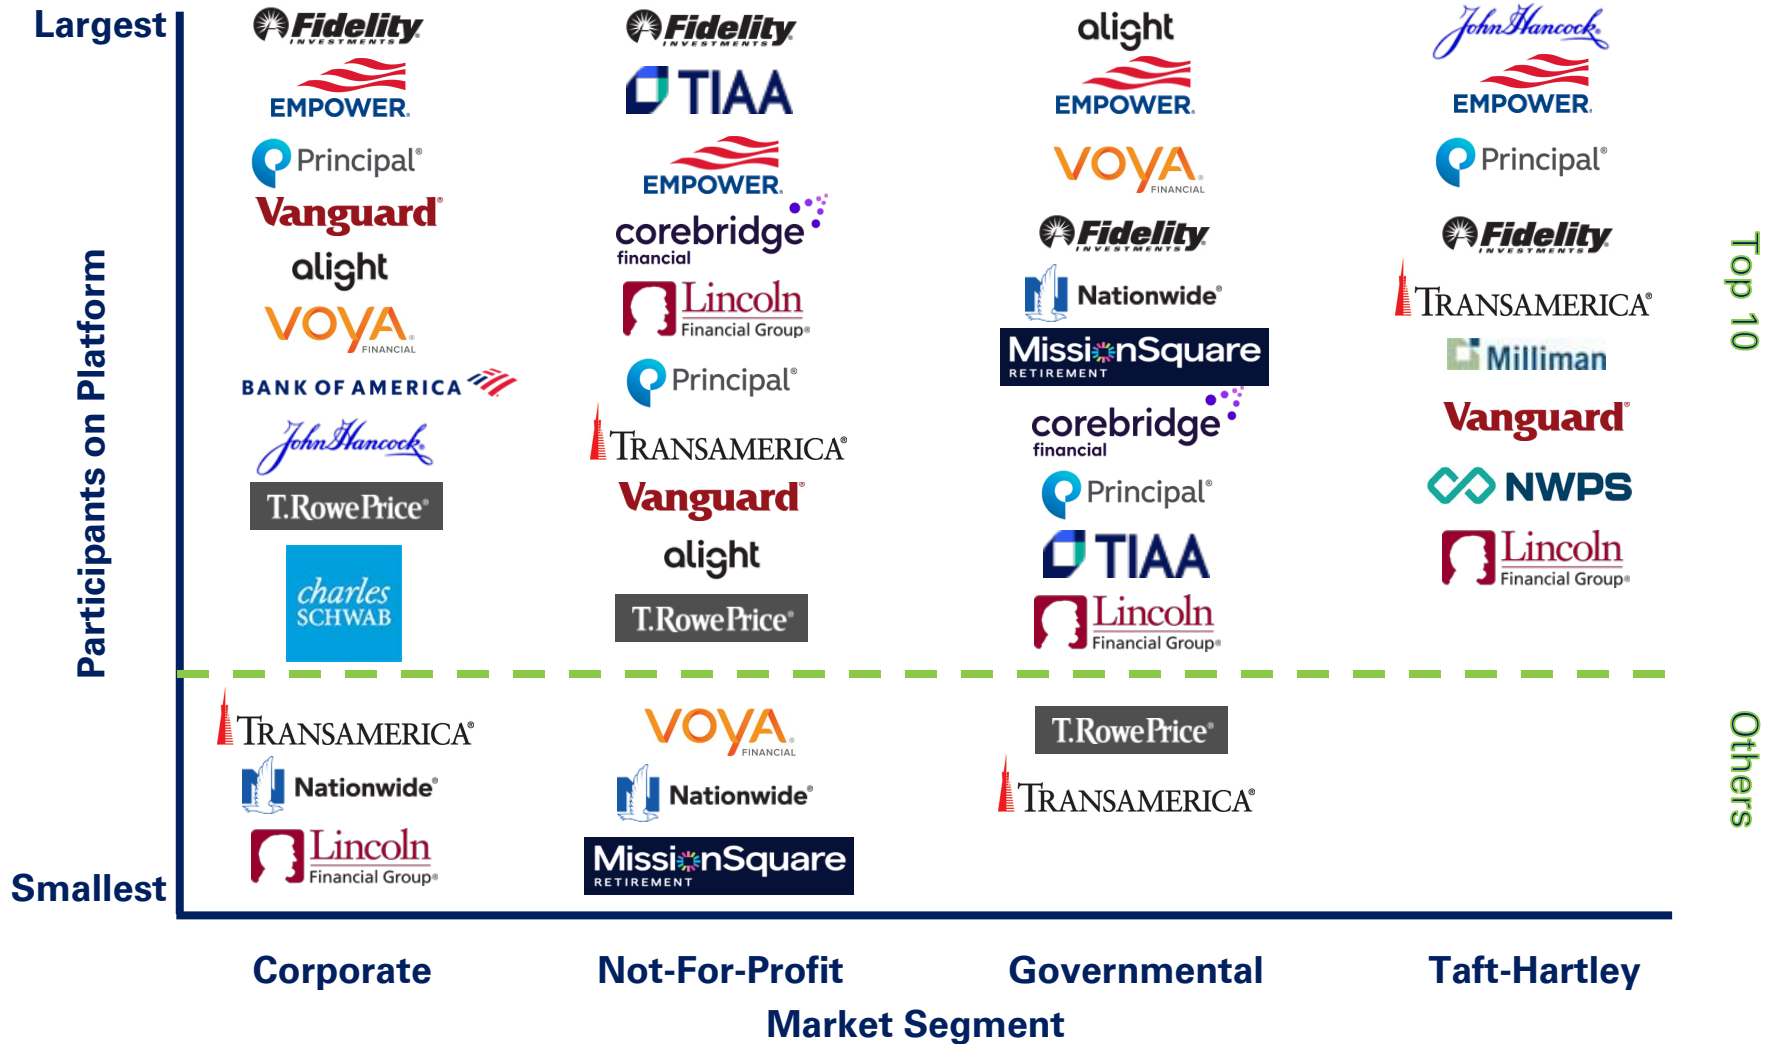 Largest
Participants on Platform
Smallest
Fidelity
INVESTMENTS
EMPOWER
Principal®
Vanguard®
alight
VOYA
FINANCIAL
BANK OF AMERICA
John Hancock
T.RowePrice®
charles
SCHWAB
TRANSAMERICA®
Nationwide®
Lincoln
Financial Group®
Corporate
Fidelity
INVESTMENTS
TIAA
EMPOWER
corebridge
financial
Lincoln
Financial Group®
Principal®
TRANSAMERICA®
Vanguard®
alight
T.RowePrice®
VOYA
FINANCIAL
Nationwide®
MissionSquare
RETIREMENT
Not-For-Profit
alight
EMPOWER
VOYA
FINANCIAL
Fidelity
INVESTMENTS
Nationwide®
MissionSquare
RETIREMENT
corebridge
financial
Principal®
TIAA
Lincoln
Financial Group®
T.RowePrice®
TRANSAMERICA®
Governmental
John Hancock
EMPOWER
Principal®
Fidelity
INVESTMENTS
TRANSAMERICA®
Milliman
Vanguard®
NWPS
Lincoln
Financial Group®
Taft-Hartley
Top 10
Others
Market Segment